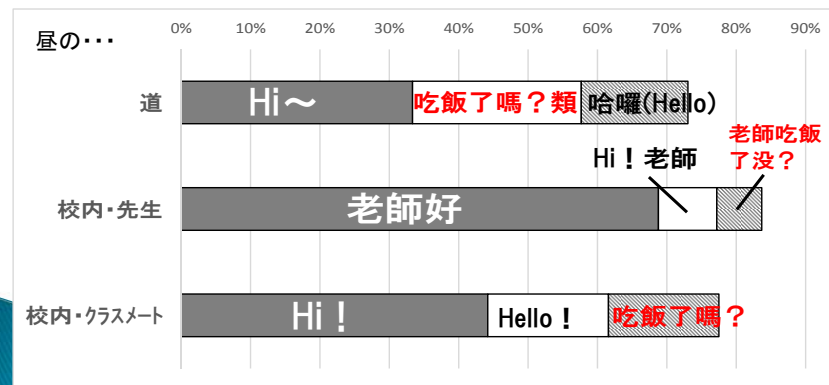 昼の・・・
0% 10% 20% 30% 40% 50% 60% 70% 80% 90%
道
Hi～
吃飯了嗎？類
哈囉(Hello)
校内・先生
老師好
Hi！老師
老師吃飯
了没？
校内・クラスメート
Hi！
Hello！
吃飯了嗎？